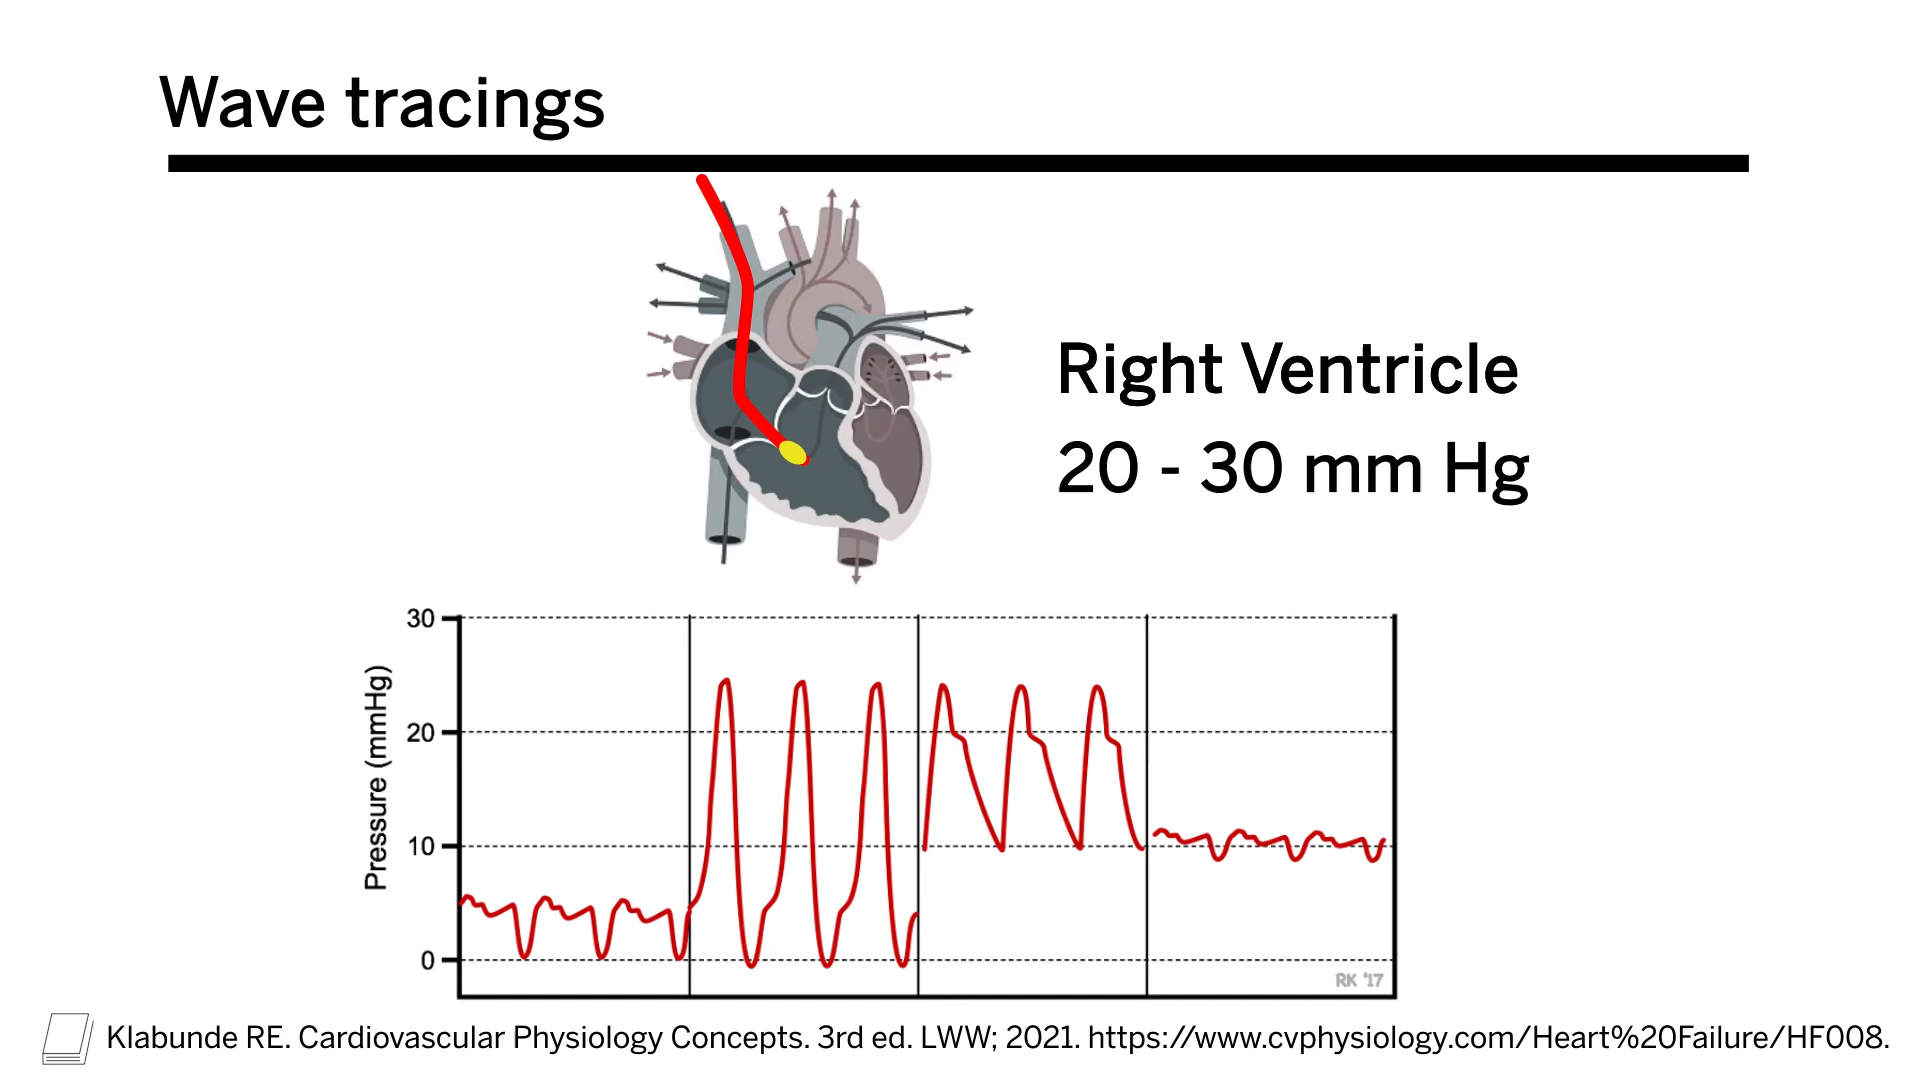 Wave tracings
Right Ventricle
20 - 30 mm Hg
Pressure (mmHg)
30
20
10
0
RK '17
Klabunde RE. Cardiovascular Physiology Concepts. 3rd ed. LWW; 2021. https://www.cvphysiology.com/Heart%20Failure/HF008.